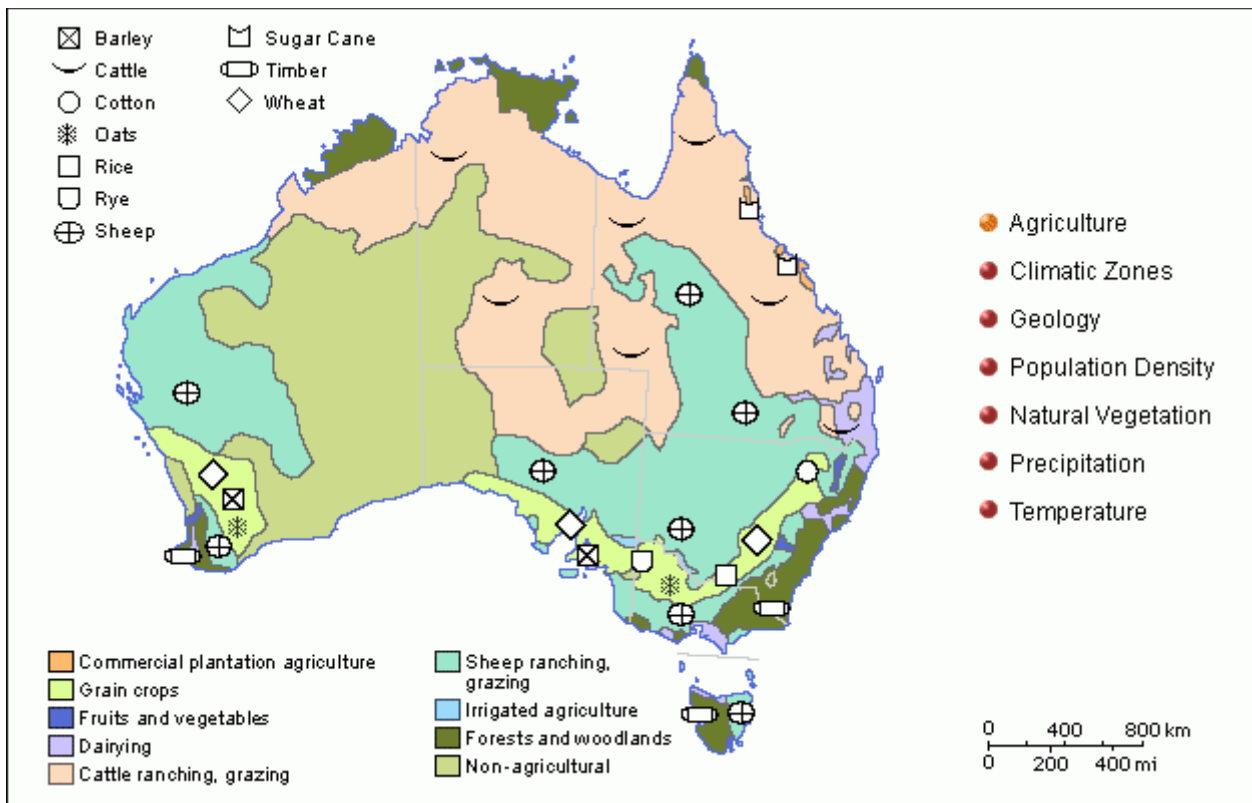 Barley
Cattle
Cotton
Oats
Rice
Rye
Sheep
Sugar Cane
Timber
Wheat
Agriculture
Climatic Zones
Geology
Population Density
Natural Vegetation
Precipitation
Temperature
Commercial plantation agriculture
Grain crops
Fruits and vegetables
Dairying
Cattle ranching, grazing
Sheep ranching,
grazing
Irrigated agriculture
Forests and woodlands
Non-agricultural
0 400 800 km
0 200 400 mi